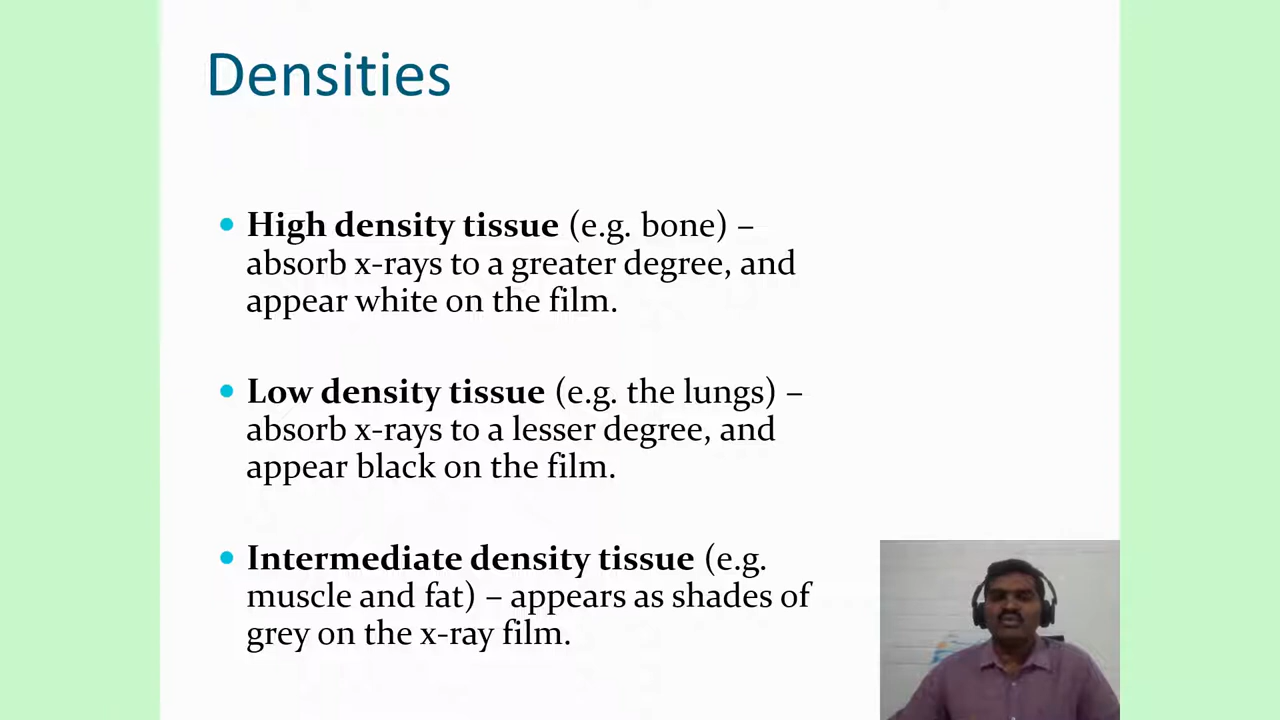 Densities
• High density tissue (e.g. bone) –
absorb x-rays to a greater degree, and
appear white on the film.
• Low density tissue (e.g. the lungs) –
absorb x-rays to a lesser degree, and
appear black on the film.
• Intermediate density tissue (e.g.
muscle and fat) – appears as shades of
grey on the x-ray film.